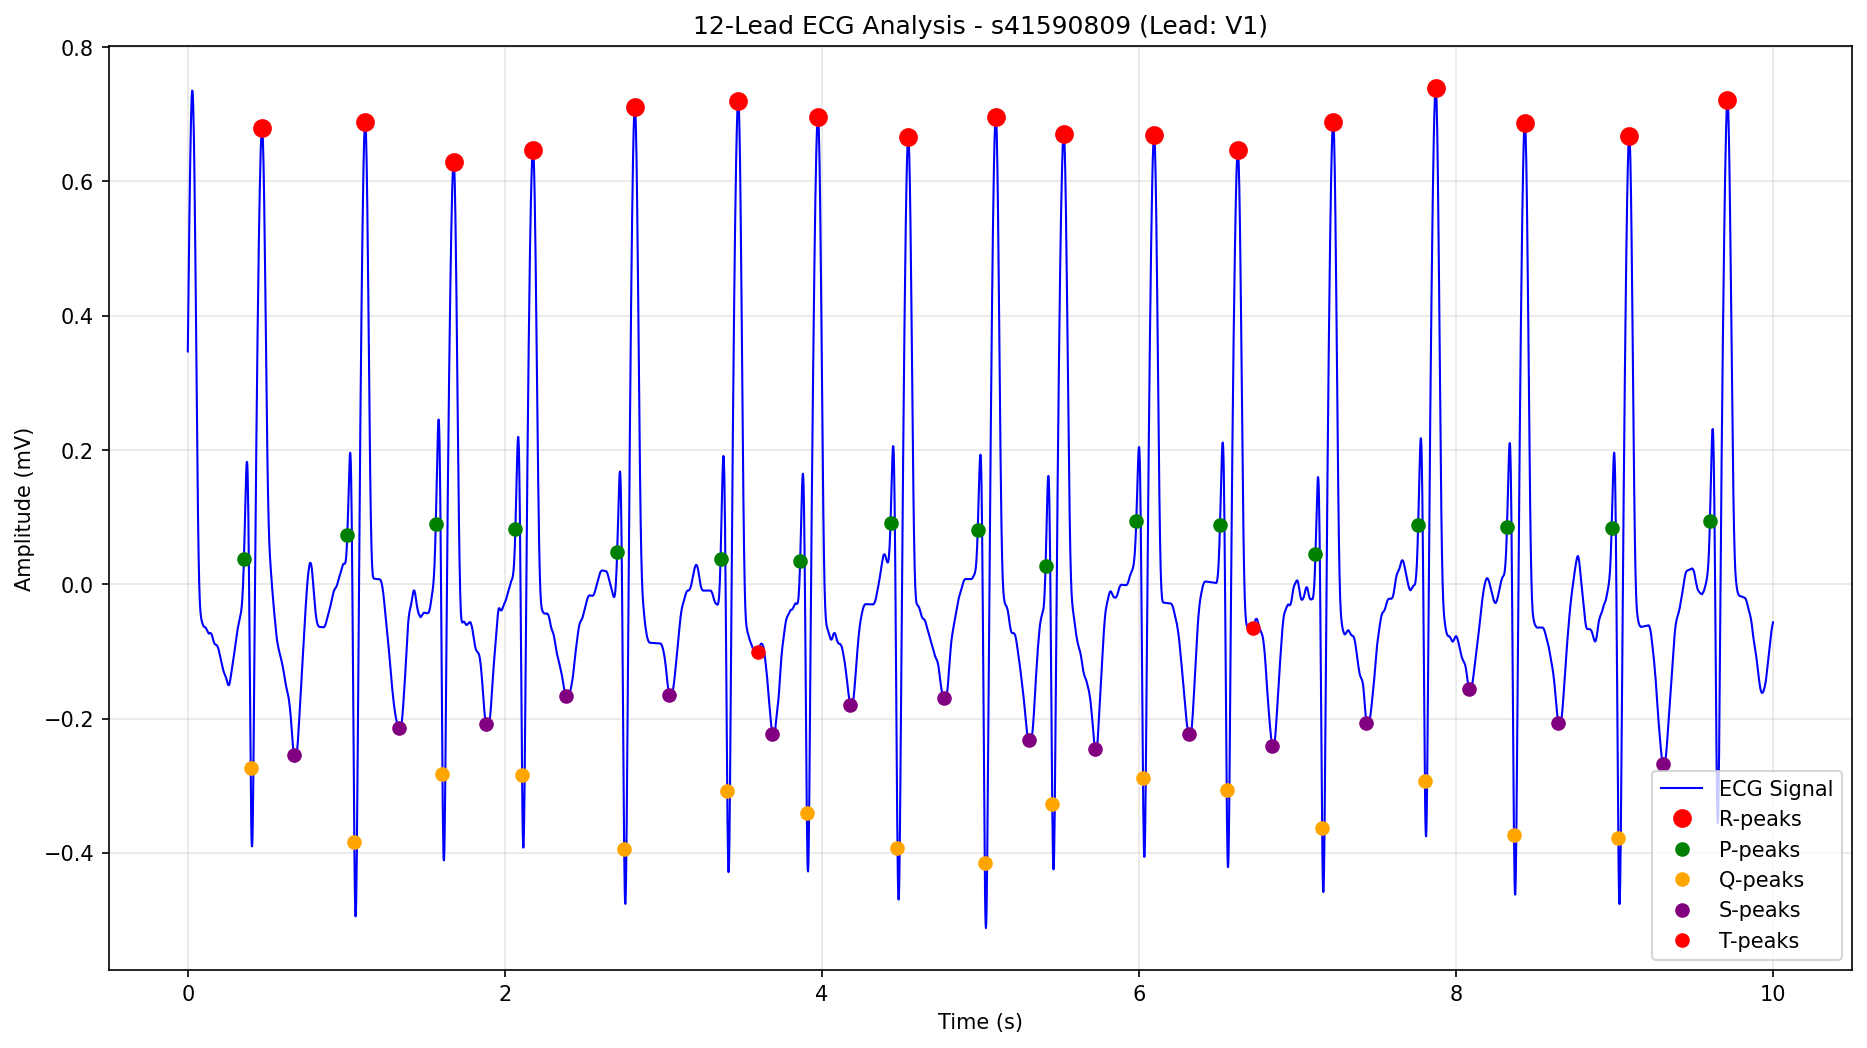 12-Lead ECG Analysis - s41590809 (Lead: V1)
0.8
0.6
0.4
0.2
0.0
−0.2
−0.4
Amplitude (mV)
0 2 4 6 8 10
Time (s)
ECG Signal
R-peaks
P-peaks
Q-peaks
S-peaks
T-peaks